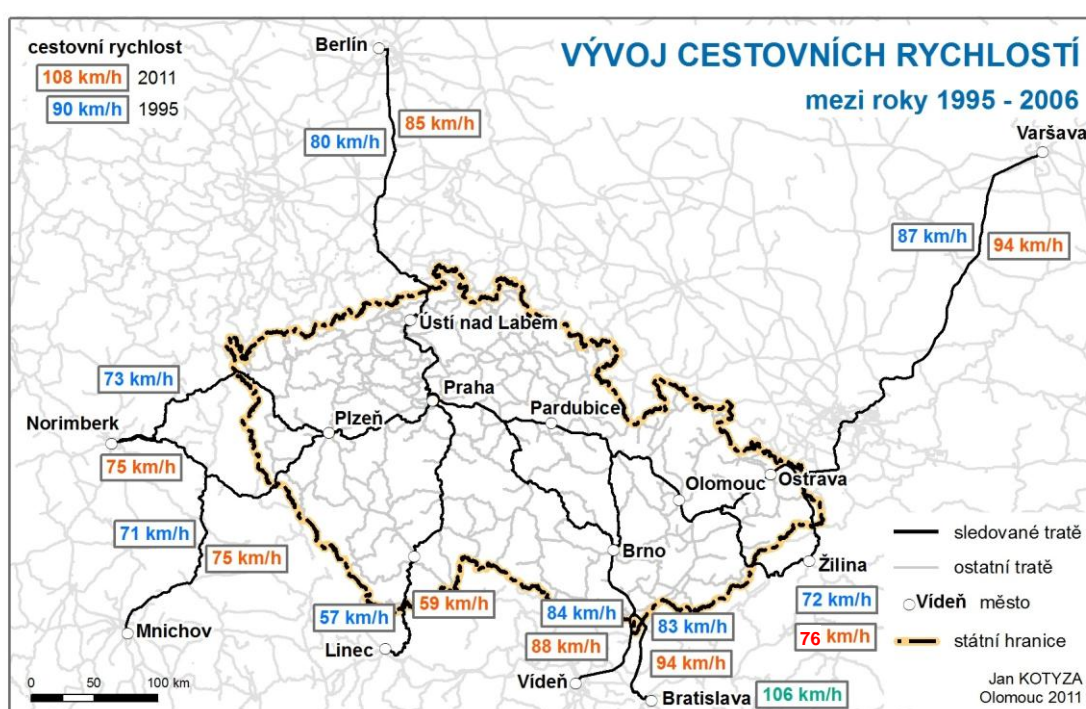 VÝVOJ CESTOVNÍCH RYCHLOSTÍ
mezi roky 1995 - 2006
cestovní rychlost
108 km/h 2011
90 km/h 1995
Berlín
80 km/h
85 km/h
Varšava
87 km/h
94 km/h
Ústí nad Labem
73 km/h
Praha
Norimberk
Plzeň
Pardubice
75 km/h
Olomouc
Ostrava
71 km/h
75 km/h
Brno
Žilina
57 km/h
59 km/h
84 km/h
83 km/h
72 km/h
Mnichov
Linec
88 km/h
94 km/h
76 km/h
Vídeň
Bratislava
106 km/h
sledované tratě
ostatní tratě
Vídeň město
státní hranice
0 50 100 km
Jan KOTYZA
Olomouc 2011